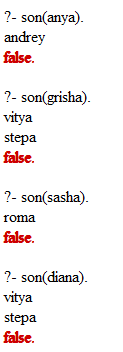 ?- son(anya).
andrey
false.
?- son(grisha).
vitya
stepa
false.
?- son(sasha).
roma
false.
?- son(diana).
vitya
stepa
false.